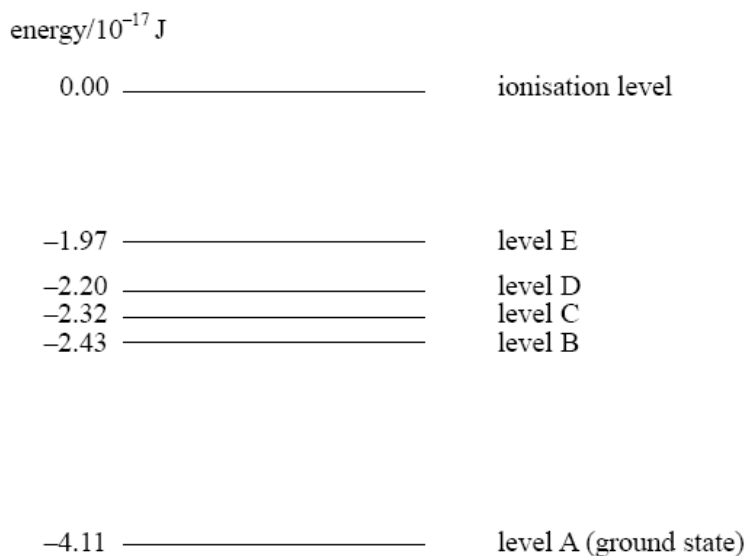 energy/10⁻¹⁷ J
0.00 ionisation level
–1.97 level E
–2.20 level D
–2.32 level C
–2.43 level B
–4.11 level A (ground state)